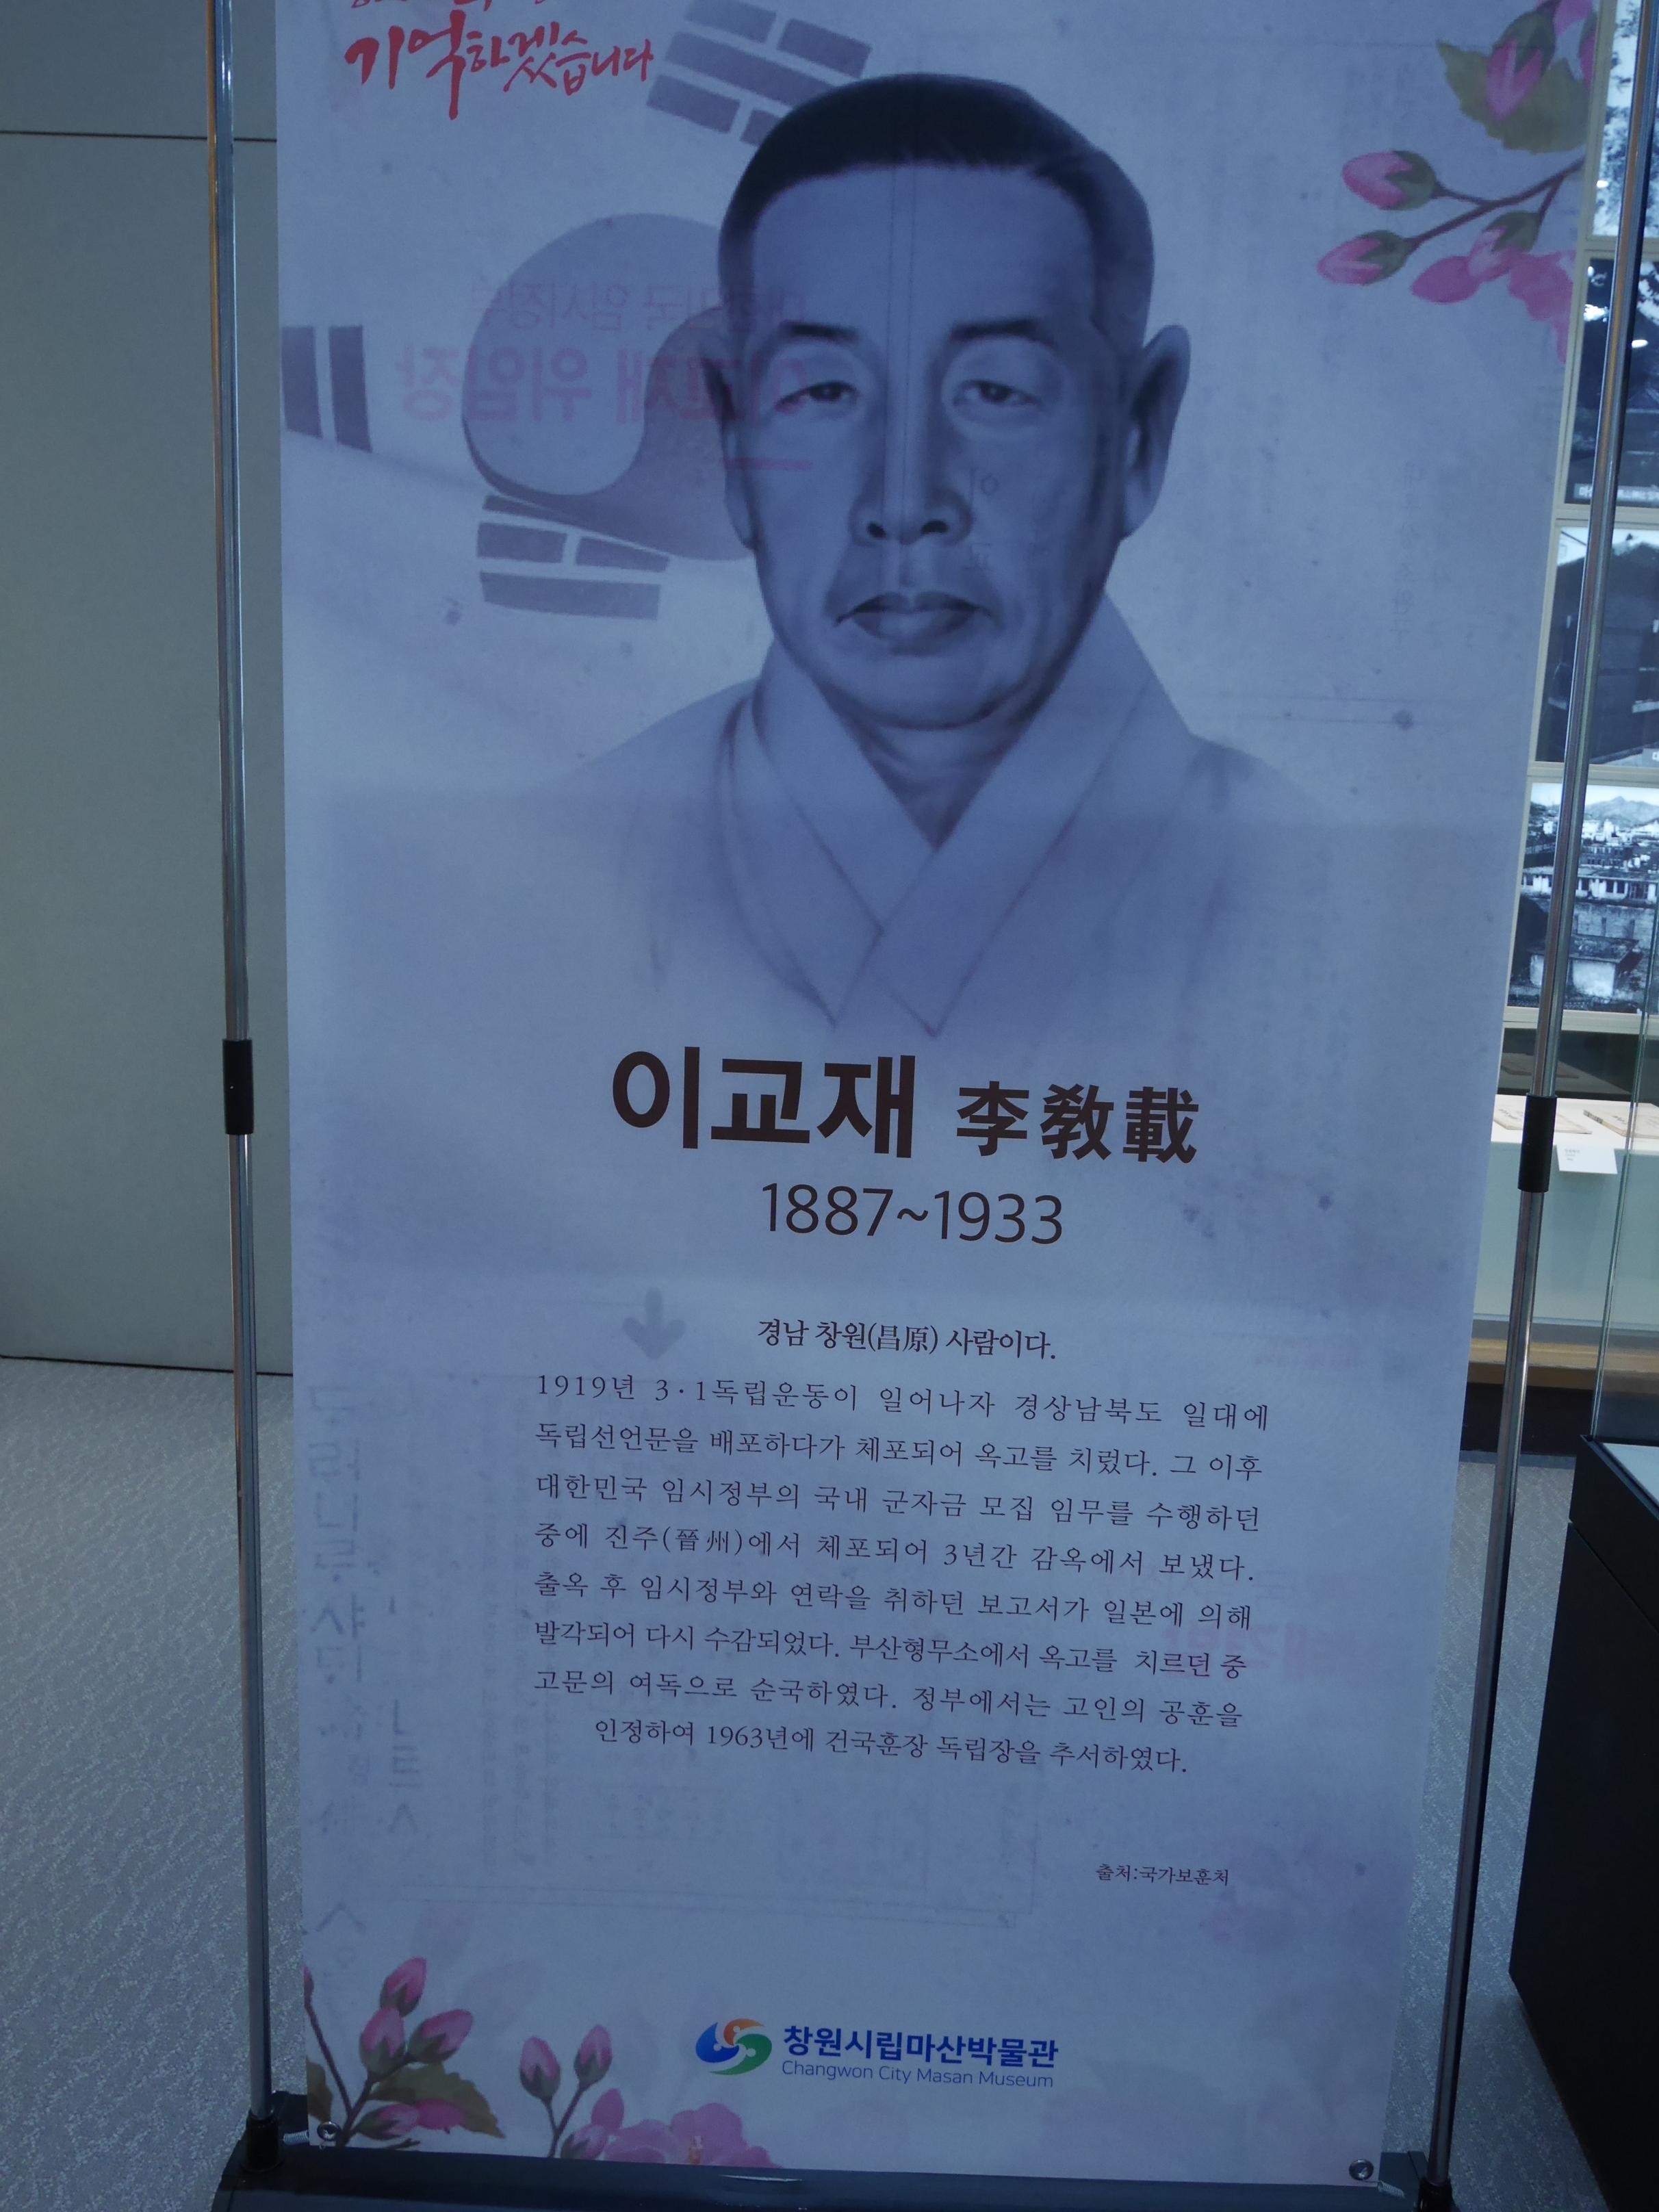 기억하겠습니다
이교재 李敎載
1887~1933
경남 창원(昌原) 사람이다.
1919년 3·1독립운동이 일어나자 경상남북도 일대에
독립선언문을 배포하다가 체포되어 옥고를 치렀다. 그 이후
대한민국 임시정부의 국내 군자금 모집 임무를 수행하던
중에 진주(晉州)에서 체포되어 3년간 감옥에서 보냈다.
출옥 후 임시정부와 연락을 취하던 보고서가 일본에 의해
발각되어 다시 수감되었다. 부산형무소에서 옥고를 치르던 중
고문의 여독으로 순국하였다. 정부에서는 고인의 공훈을
인정하여 1963년에 건국훈장 독립장을 추서하였다.
출처:국가보훈처
창원시립마산박물관
Changwon City Masan Museum